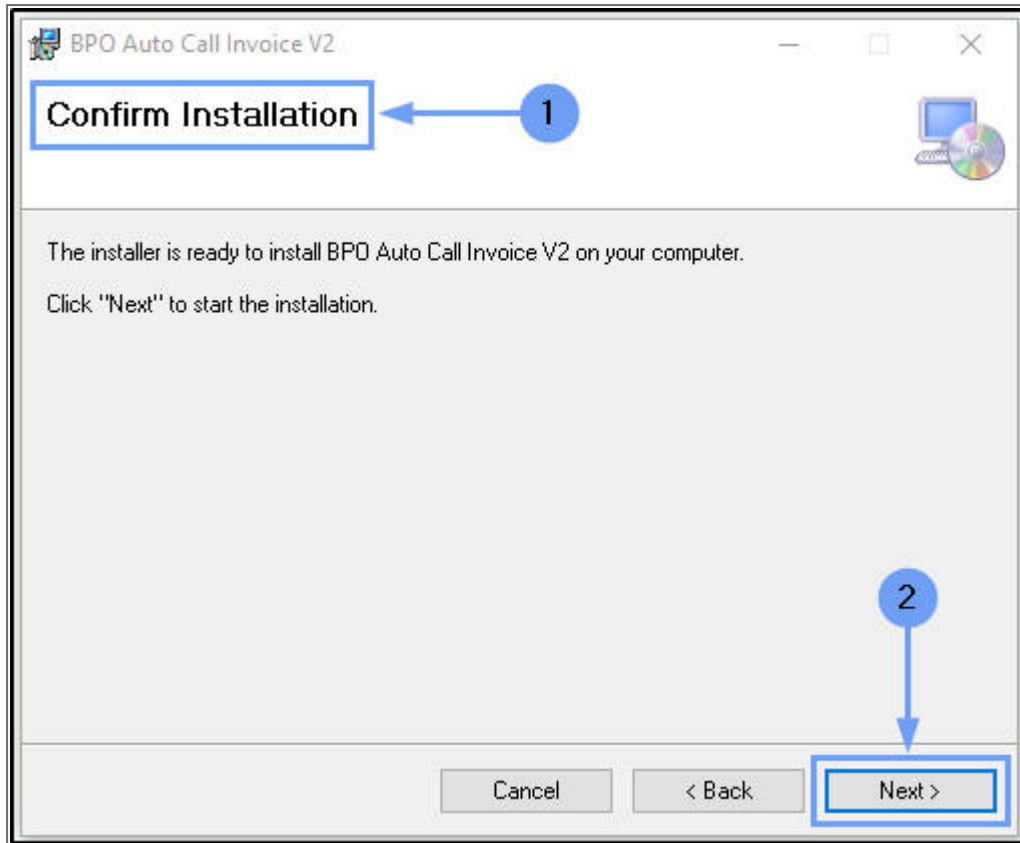 BPO Auto Call Invoice V2
Confirm Installation
1
The installer is ready to install BPO Auto Call Invoice V2 on your computer.
Click "Next" to start the installation.
2
Cancel
< Back
Next >